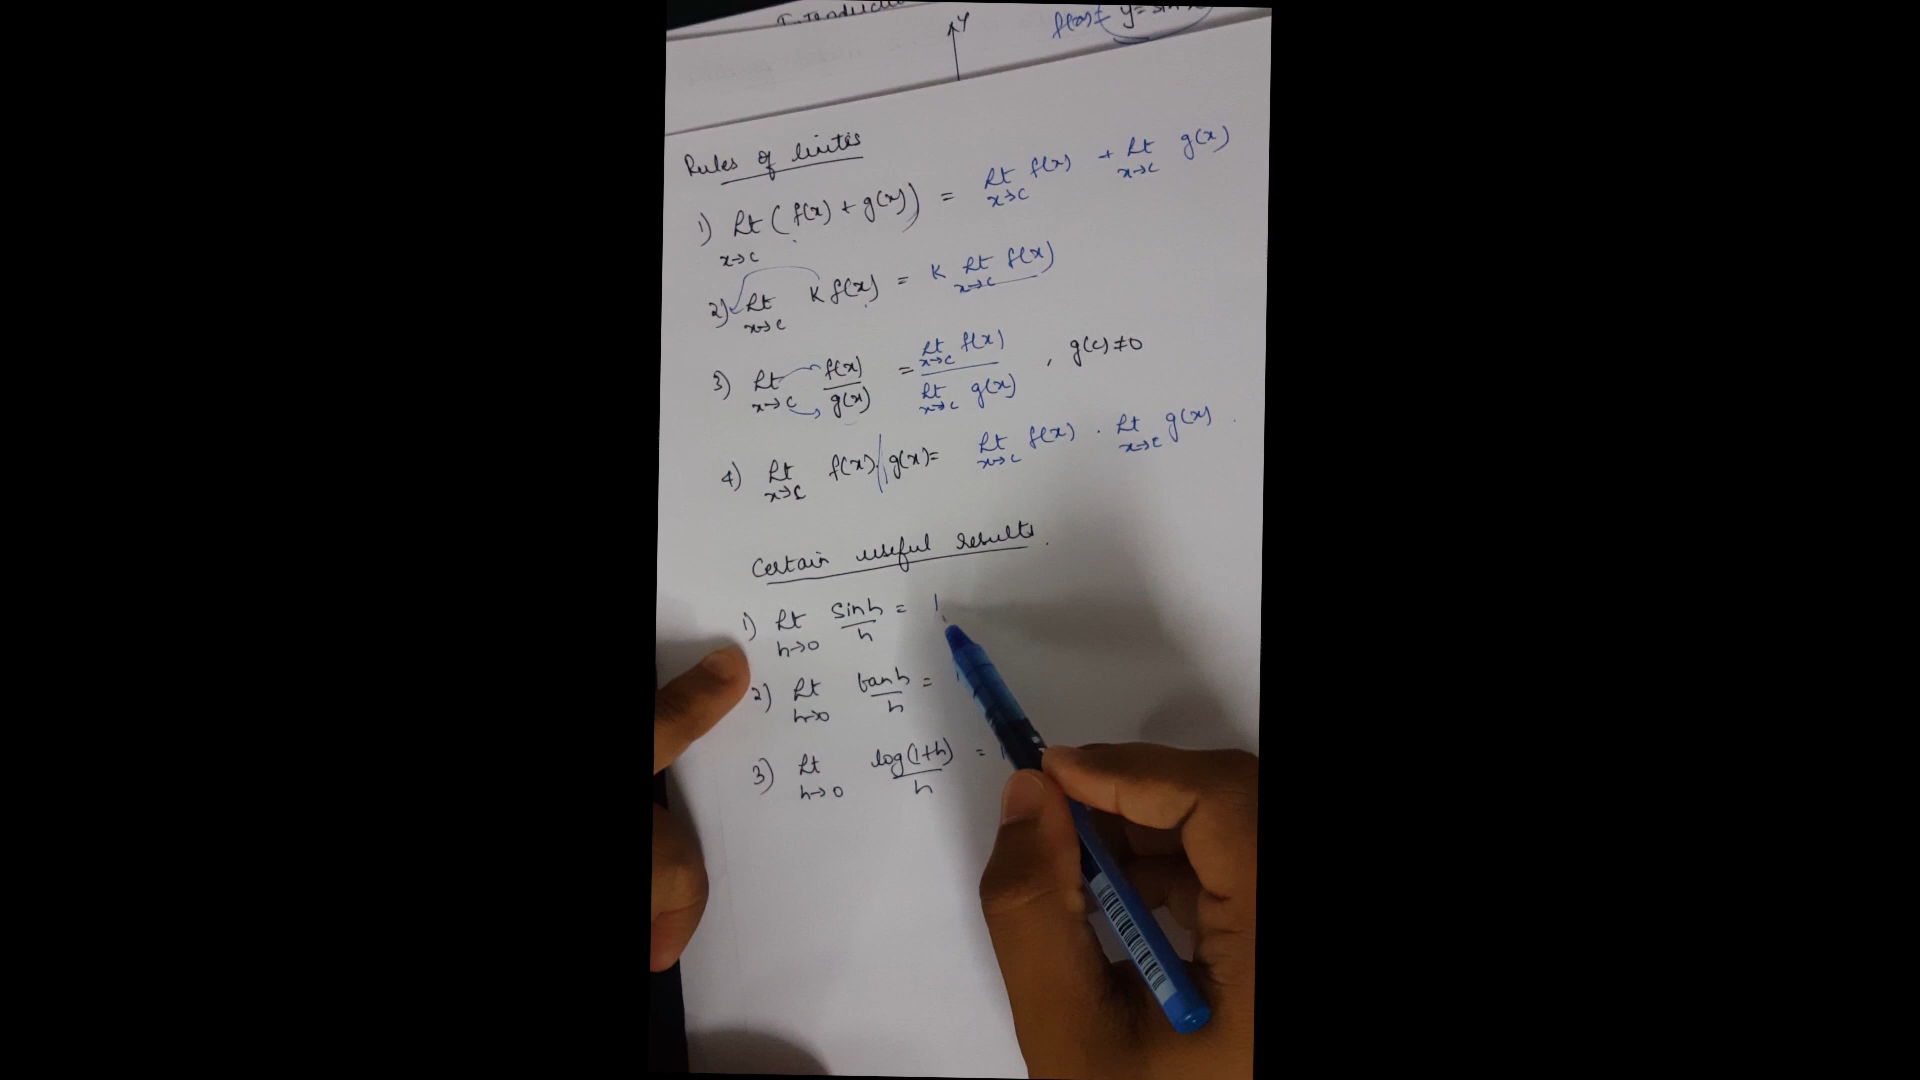 y
Rules of limits
1) Lt (f(x) + g(x)) = Lt f(x) + Lt g(x)
x→c x→c x→c
2) Lt K f(x) = K Lt f(x)
x→c x→c
3) Lt f(x)/g(x) = Lt f(x) / Lt g(x) , g(c) ≠ 0
x→c x→c x→c
4) Lt f(x) . g(x) = Lt f(x) . Lt g(x)
x→c x→c x→c
Certain useful results.
1) Lt sinh/h = 1
h→0
2) Lt tanh/h = 1
h→0
3) Lt log(1+h)/h =
h→0